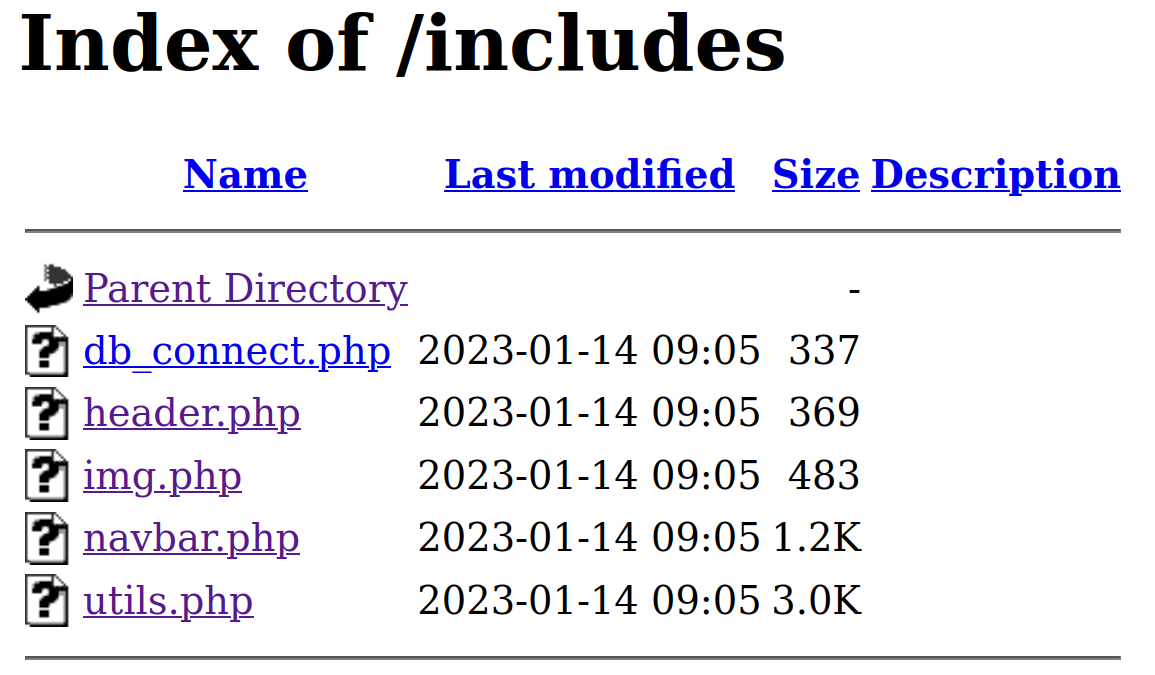 Index of /includes
Name Last modified Size Description
Parent Directory -
db_connect.php 2023-01-14 09:05 337
header.php 2023-01-14 09:05 369
img.php 2023-01-14 09:05 483
navbar.php 2023-01-14 09:05 1.2K
utils.php 2023-01-14 09:05 3.0K